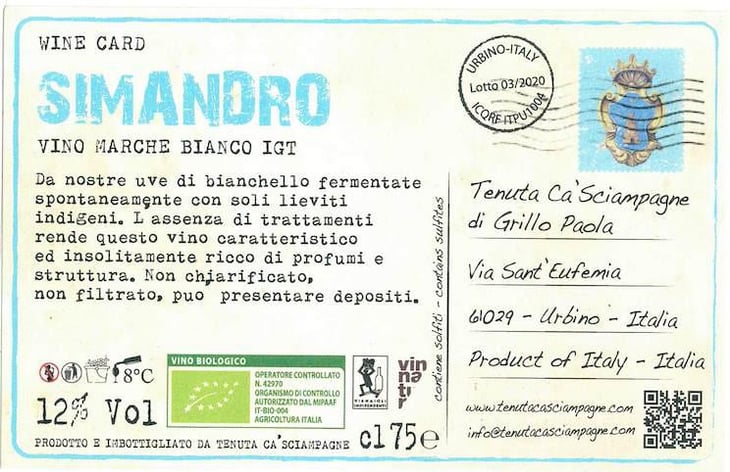 WINE CARD
SIMANDRO
VINO MARCHE BIANCO IGT
Da nostre uve di bianchello fermentate
spontaneamente con soli lieviti
indigeni. L assenza di trattamenti
rende questo vino caratteristico
ed insolitamente ricco di profumi e
struttura. Non chiarificato,
non filtrato, puo presentare depositi.
8°C
12% Vol
VINO BIOLOGICO
OPERATORE CONTROLLATO
N. 42970
ORGANISMO DI CONTROLLO
AUTORIZZATO DAL MIPAAF
IT-BIO-004
AGRICOLTURA ITALIA
vin
na
tur
PRODOTTO E IMBOTTIGLIATO DA TENUTA CA'SCIAMPAGNE
cl75e
contiene solfiti - contains sulfites
URBINO-ITALY
Lotto 03/2020
ICQRF ITPU1004
Tenuta Ca'Sciampagne
di Grillo Paola
Via Sant'Eufemia
61029 - Urbino - Italia
Product of Italy - Italia
www.tenutacasciampagne.com
info@tenutacasciampagne.com